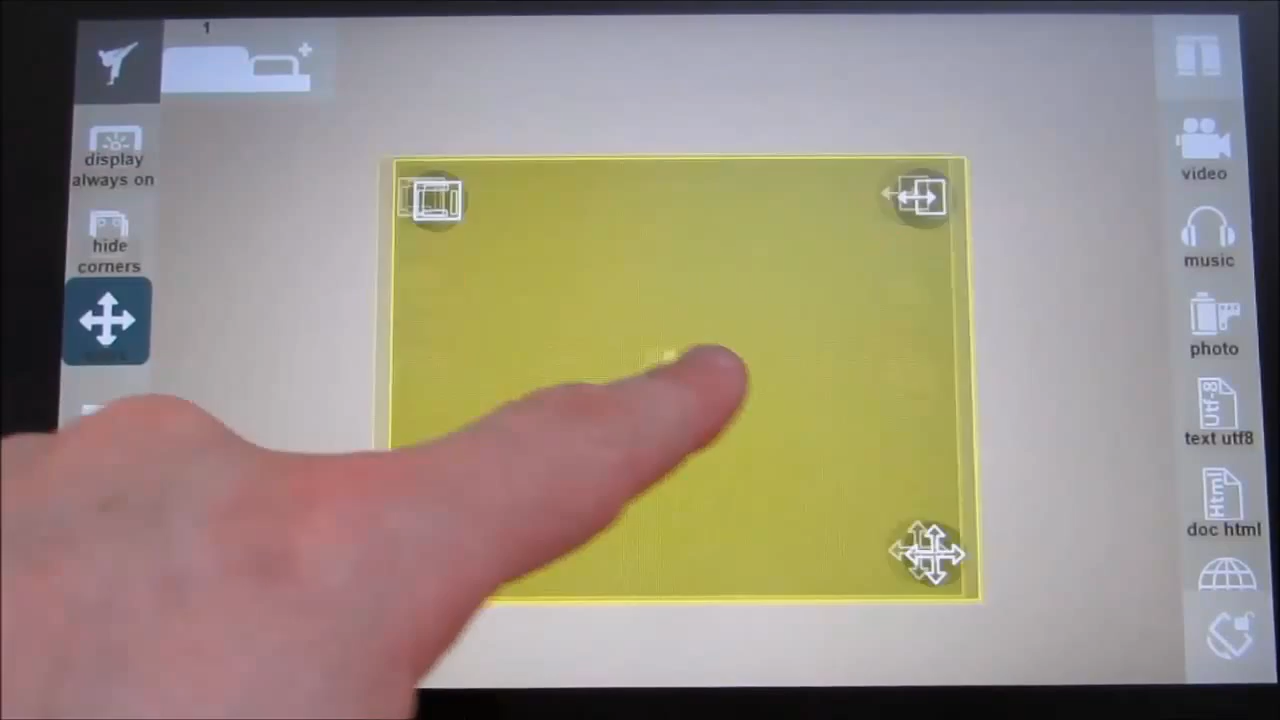 1
display
always on
hide
corners
video
music
photo
Utf-8
text utf8
Html
doc html